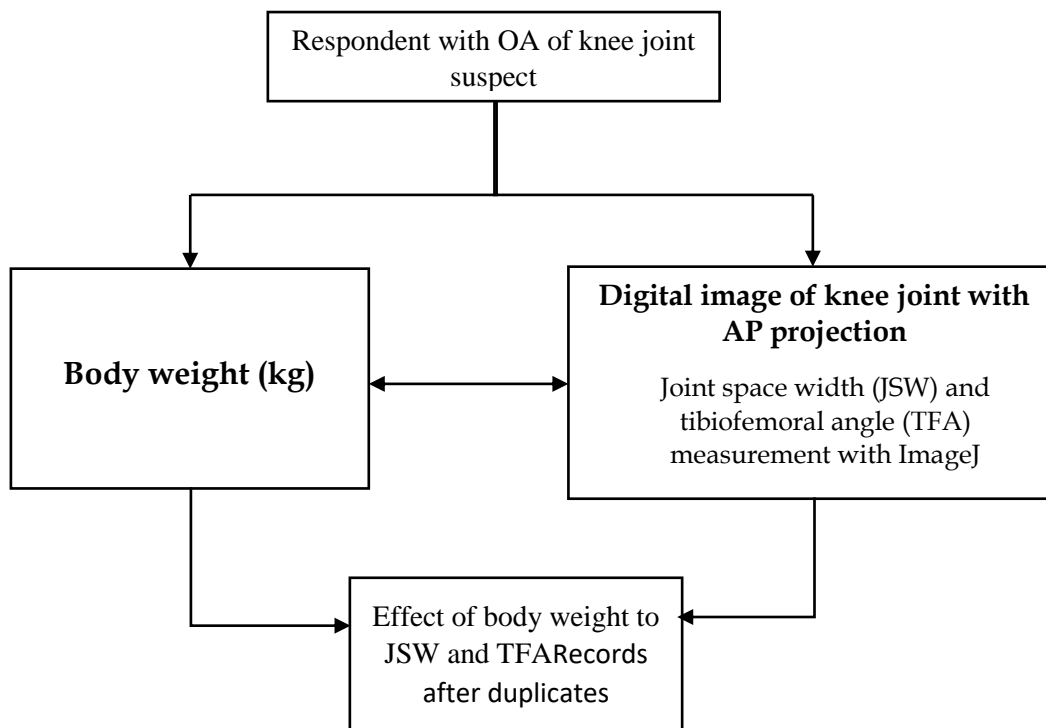 Respondent with OA of knee joint
suspect
Body weight (kg)
Digital image of knee joint with
AP projection
Joint space width (JSW) and
tibiofemoral angle (TFA)
measurement with ImageJ
Effect of body weight to
JSW and TFARecords
after duplicates